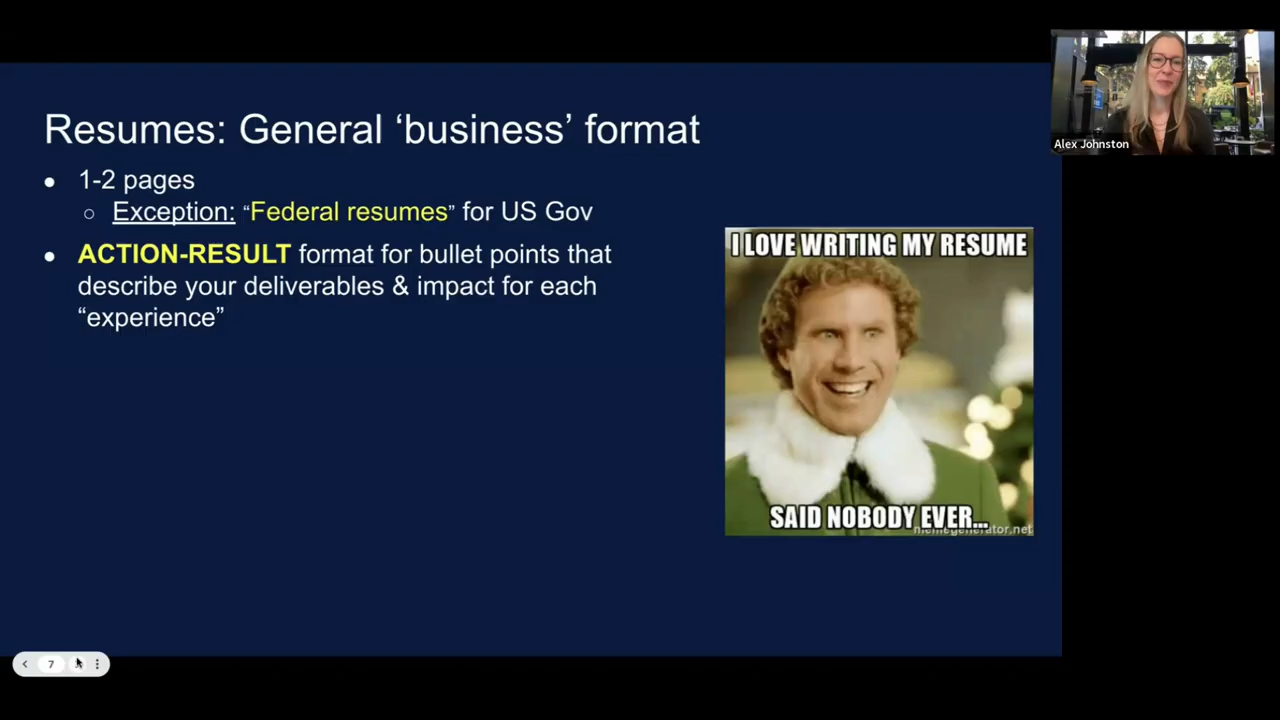 Resumes: General ‘business’ format
● 1-2 pages
○ Exception: “Federal resumes” for US Gov
● ACTION-RESULT format for bullet points that
describe your deliverables & impact for each
“experience”
I LOVE WRITING MY RESUME
SAID NOBODY EVER...
memegenerator.net
Alex Johnston
7